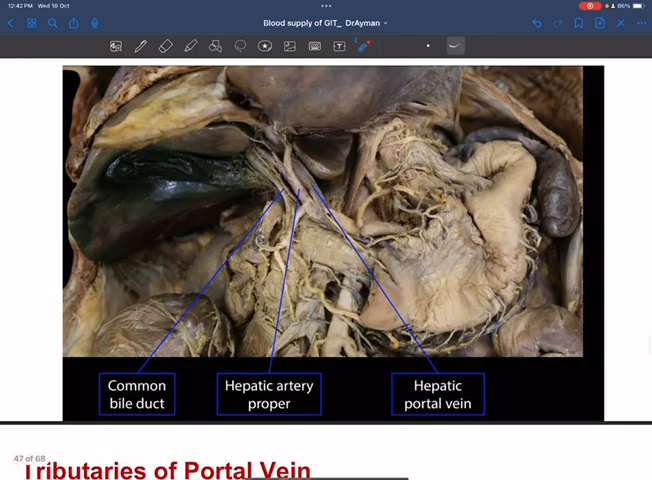 12:42 PM Wed 18 Oct
86%
Blood supply of GIT_ DrAyman
Common
bile duct
Hepatic artery
proper
Hepatic
portal vein
47 of 68
Tributaries of Portal Vein